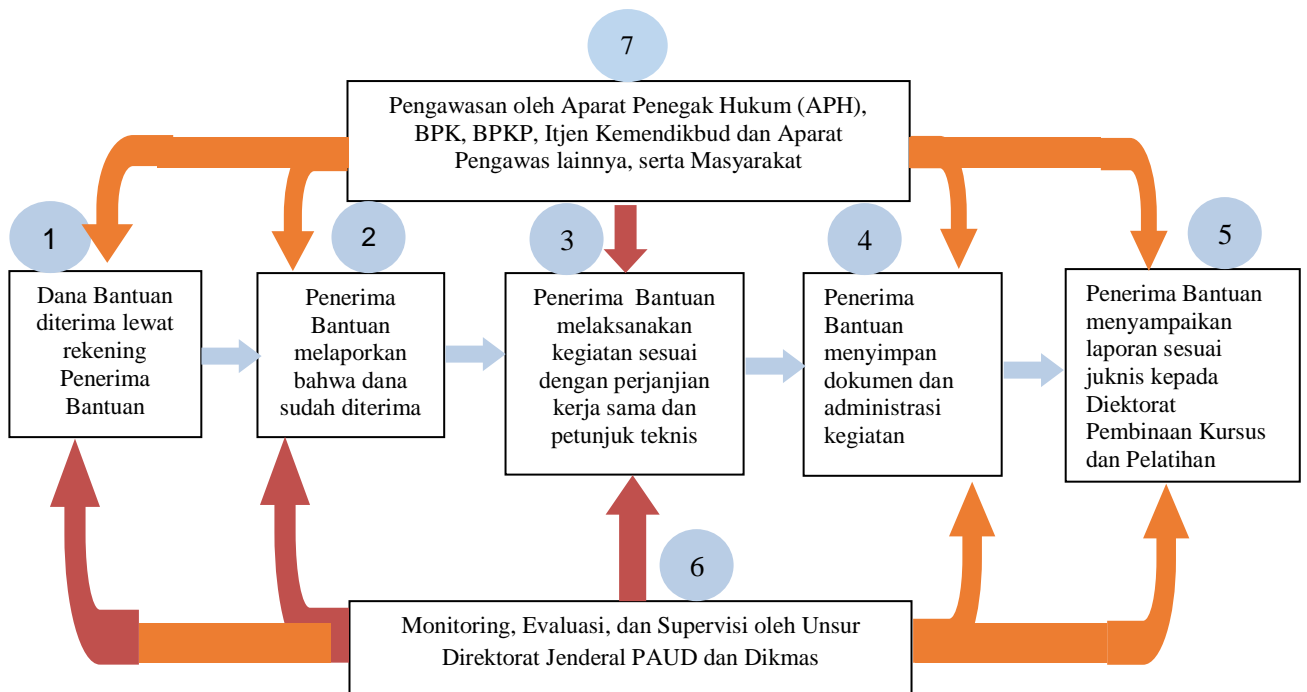 7
Pengawasan oleh Aparat Penegak Hukum (APH),
BPK, BPKP, Itjen Kemendikbud dan Aparat
Pengawas lainnya, serta Masyarakat
1
Dana Bantuan
diterima lewat
rekening
Penerima
Bantuan
2
Penerima
Bantuan
melaporkan
bahwa dana
sudah diterima
3
Penerima Bantuan
melaksanakan
kegiatan sesuai
dengan perjanjian
kerja sama dan
petunjuk teknis
4
Penerima
Bantuan
menyimpan
dokumen dan
administrasi
kegiatan
5
Penerima Bantuan
menyampaikan
laporan sesuai
juknis kepada
Diektorat
Pembinaan Kursus
dan Pelatihan
6
Monitoring, Evaluasi, dan Supervisi oleh Unsur
Direktorat Jenderal PAUD dan Dikmas